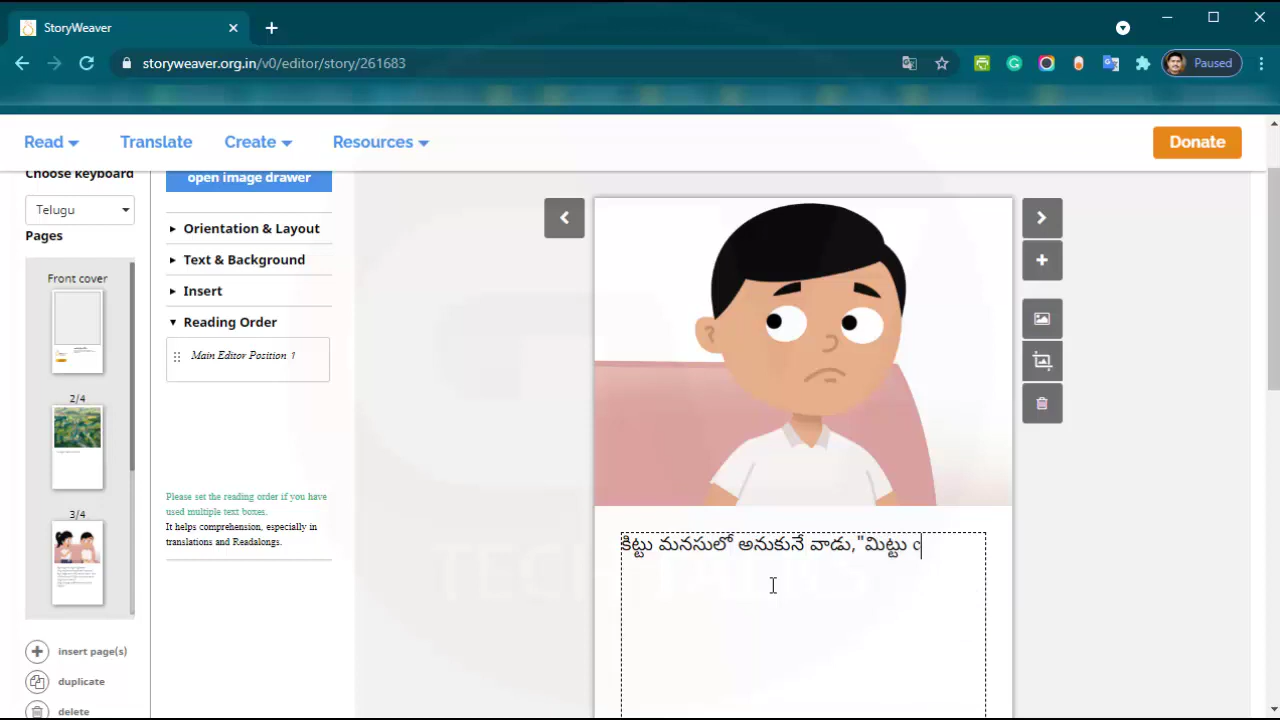 StoryWeaver
storyweaver.org.in/v0/editor/story/261683
Paused
Read
Translate
Create
Resources
Donate
Choose keyboard
Telugu
Pages
Front cover
2/4
3/4
insert page(s)
duplicate
delete
open image drawer
Orientation & Layout
Text & Background
Insert
Reading Order
Main Editor Position 1
Please set the reading order if you have
used multiple text boxes.
It helps comprehension, especially in
translations and Readalongs.
కిట్టు మనసులో అనుకునే వాడు,"మిట్టు c